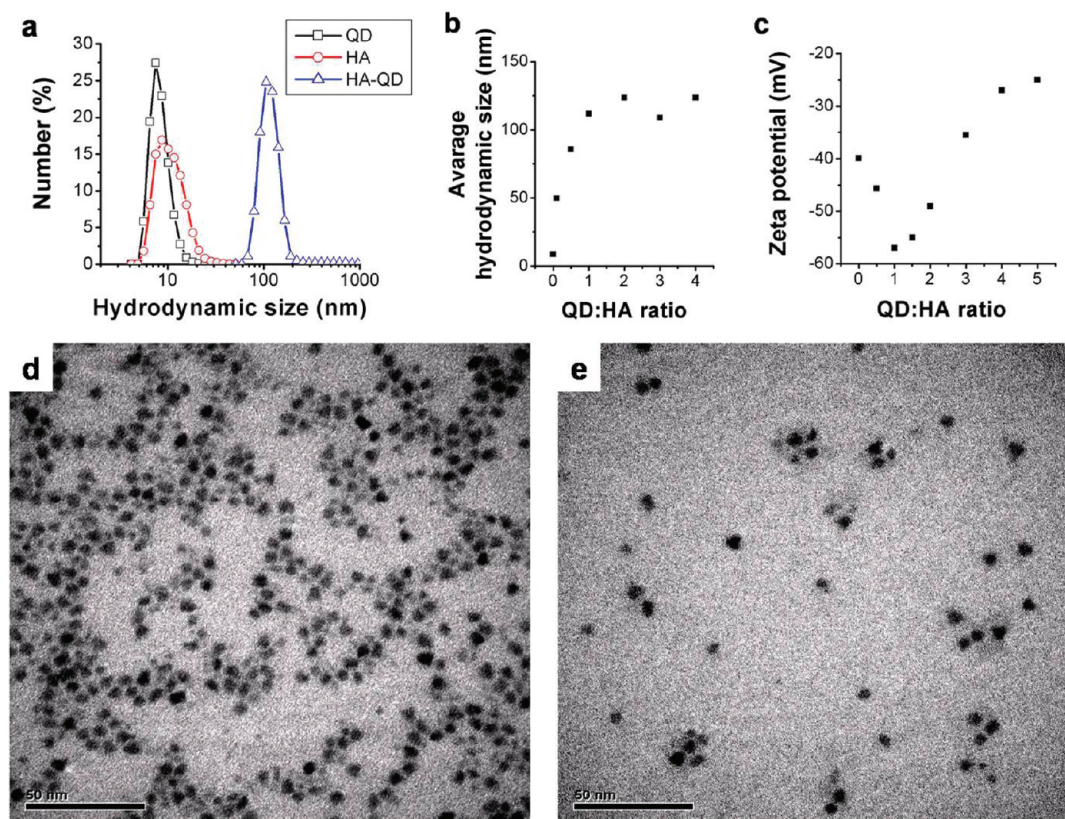 a
QD
HA
HA-QD
Number (%)
30
25
20
15
10
5
0
10
100
1000
Hydrodynamic size (nm)
b
Avarage
hydrodynamic size (nm)
150
100
50
0
0 1 2 3 4
QD:HA ratio
c
Zeta potential (mV)
-20
-30
-40
-50
-60
0 1 2 3 4 5
QD:HA ratio
d
50 nm
e
50 nm